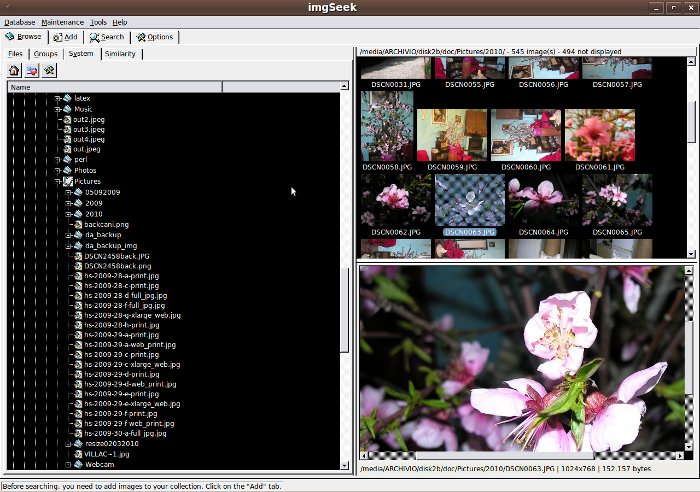 imgSeek
Database Maintenance Tools Help
Browse Add Search Options
Files Groups System Similarity
Name
latex
Music
out2.jpeg
out3.jpeg
out4.jpeg
out.jpeg
perl
Photos
Pictures
05092009
2009
2010
backcani.png
da_backup
da_backup_img
DSCN2458back.JPG
DSCN2458back.png
hs-2009-28-a-print.jpg
hs-2009-28-c-print.jpg
hs-2009-28-d-full_jpg.jpg
hs-2009-28-f-full_jpg.jpg
hs-2009-28-g-xlarge_web.jpg
hs-2009-28-h-print.jpg
hs-2009-29-a-print.jpg
hs-2009-29-a-web_print.jpg
hs-2009-29-c-print.jpg
hs-2009-29-c-xlarge_web.jpg
hs-2009-29-d-print.jpg
hs-2009-29-d-web_print.jpg
hs-2009-29-e-print.jpg
hs-2009-29-e-xlarge_web.jpg
hs-2009-29-f-print.jpg
hs-2009-29-f-web_print.jpg
hs-2009-30-a-full_jpg.jpg
resize02032010
VILLAC~1.jpg
Webcam
/media/ARCHIVIO/disk2b/doc/Pictures/2010/ - 545 image(s) - 494 not displayed
DSCN0031.JPG DSCN0055.JPG DSCN0056.JPG DSCN0057.JPG
DSCN0058.JPG DSCN0059.JPG DSCN0060.JPG DSCN0061.JPG
DSCN0062.JPG DSCN0063.JPG DSCN0064.JPG DSCN0065.JPG
/media/ARCHIVIO/disk2b/doc/Pictures/2010/DSCN0063.JPG | 1024x768 | 152.157 bytes
Before searching, you need to add images to your collection. Click on the "Add" tab.